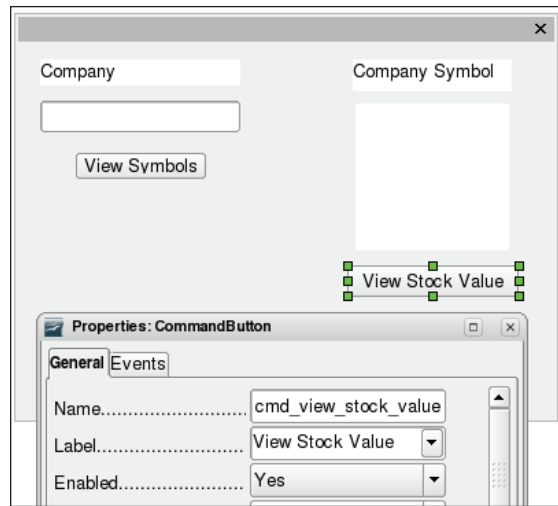 Company
Company Symbol
View Symbols
View Stock Value
Properties: CommandButton
General Events
Name........................... cmd_view_stock_value
Label........................... View Stock Value
Enabled........................ Yes